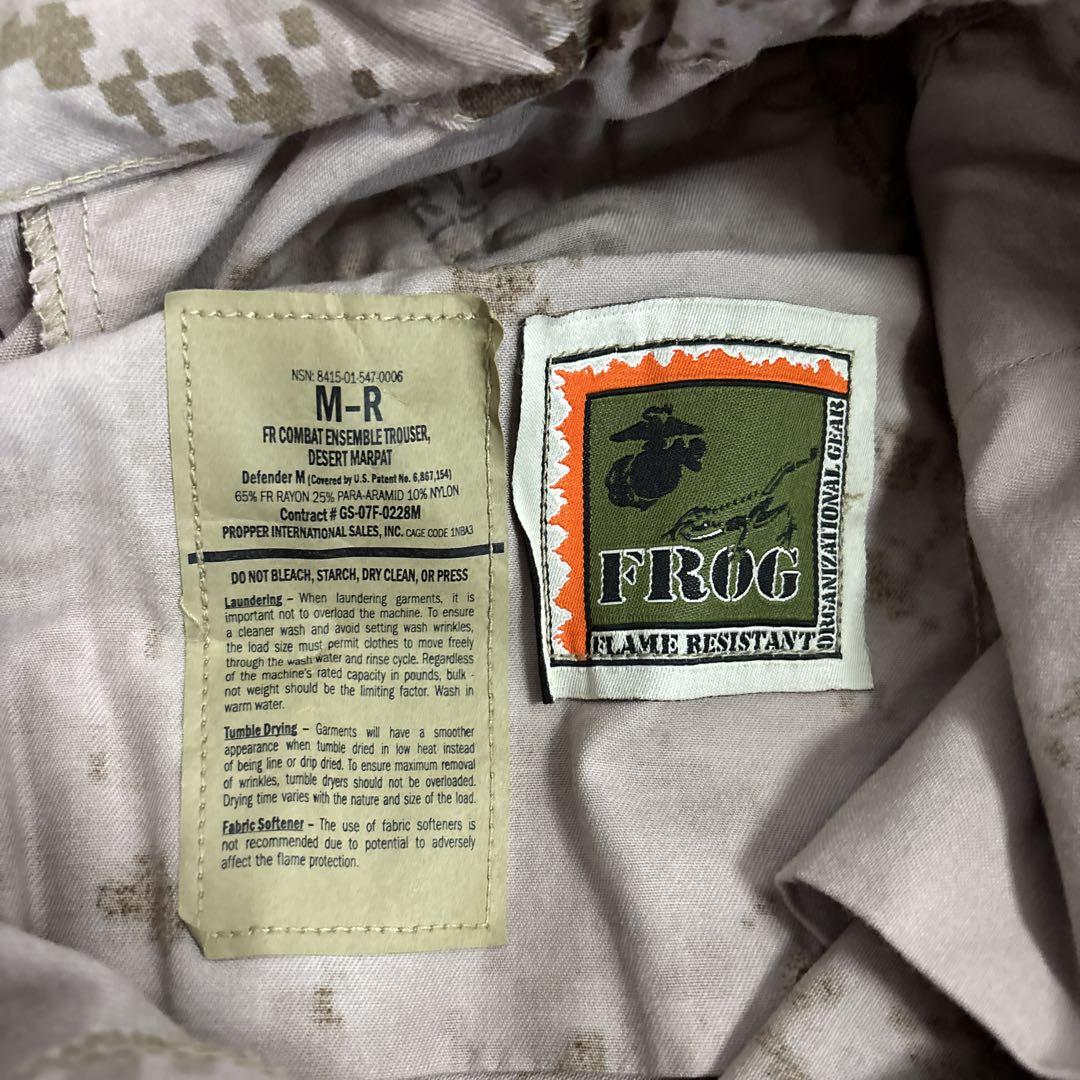 NSN: 8415-01-547-0006
M-R
FR COMBAT ENSEMBLE TROUSER,
DESERT MARPAT
Defender M (Covered by U.S. Patent No. 6,867,154)
65% FR RAYON 25% PARA-ARAMID 10% NYLON
Contract # GS-07F-0228M
PROPPER INTERNATIONAL SALES, INC. CAGE CODE 1NBA3
DO NOT BLEACH, STARCH, DRY CLEAN, OR PRESS
Laundering – When laundering garments, it is
important not to overload the machine. To ensure
a cleaner wash and avoid setting wash wrinkles,
the load size must permit clothes to move freely
through the wash water and rinse cycle. Regardless
of the machine's rated capacity in pounds, bulk -
not weight should be the limiting factor. Wash in
warm water.
Tumble Drying – Garments will have a smoother
appearance when tumble dried in low heat instead
of being line or drip dried. To ensure maximum removal
of wrinkles, tumble dryers should not be overloaded.
Drying time varies with the nature and size of the load.
Fabric Softener – The use of fabric softeners is
not recommended due to potential to adversely
affect the flame protection.
FROG
FLAME RESISTANT
ORGANIZATIONAL GEAR